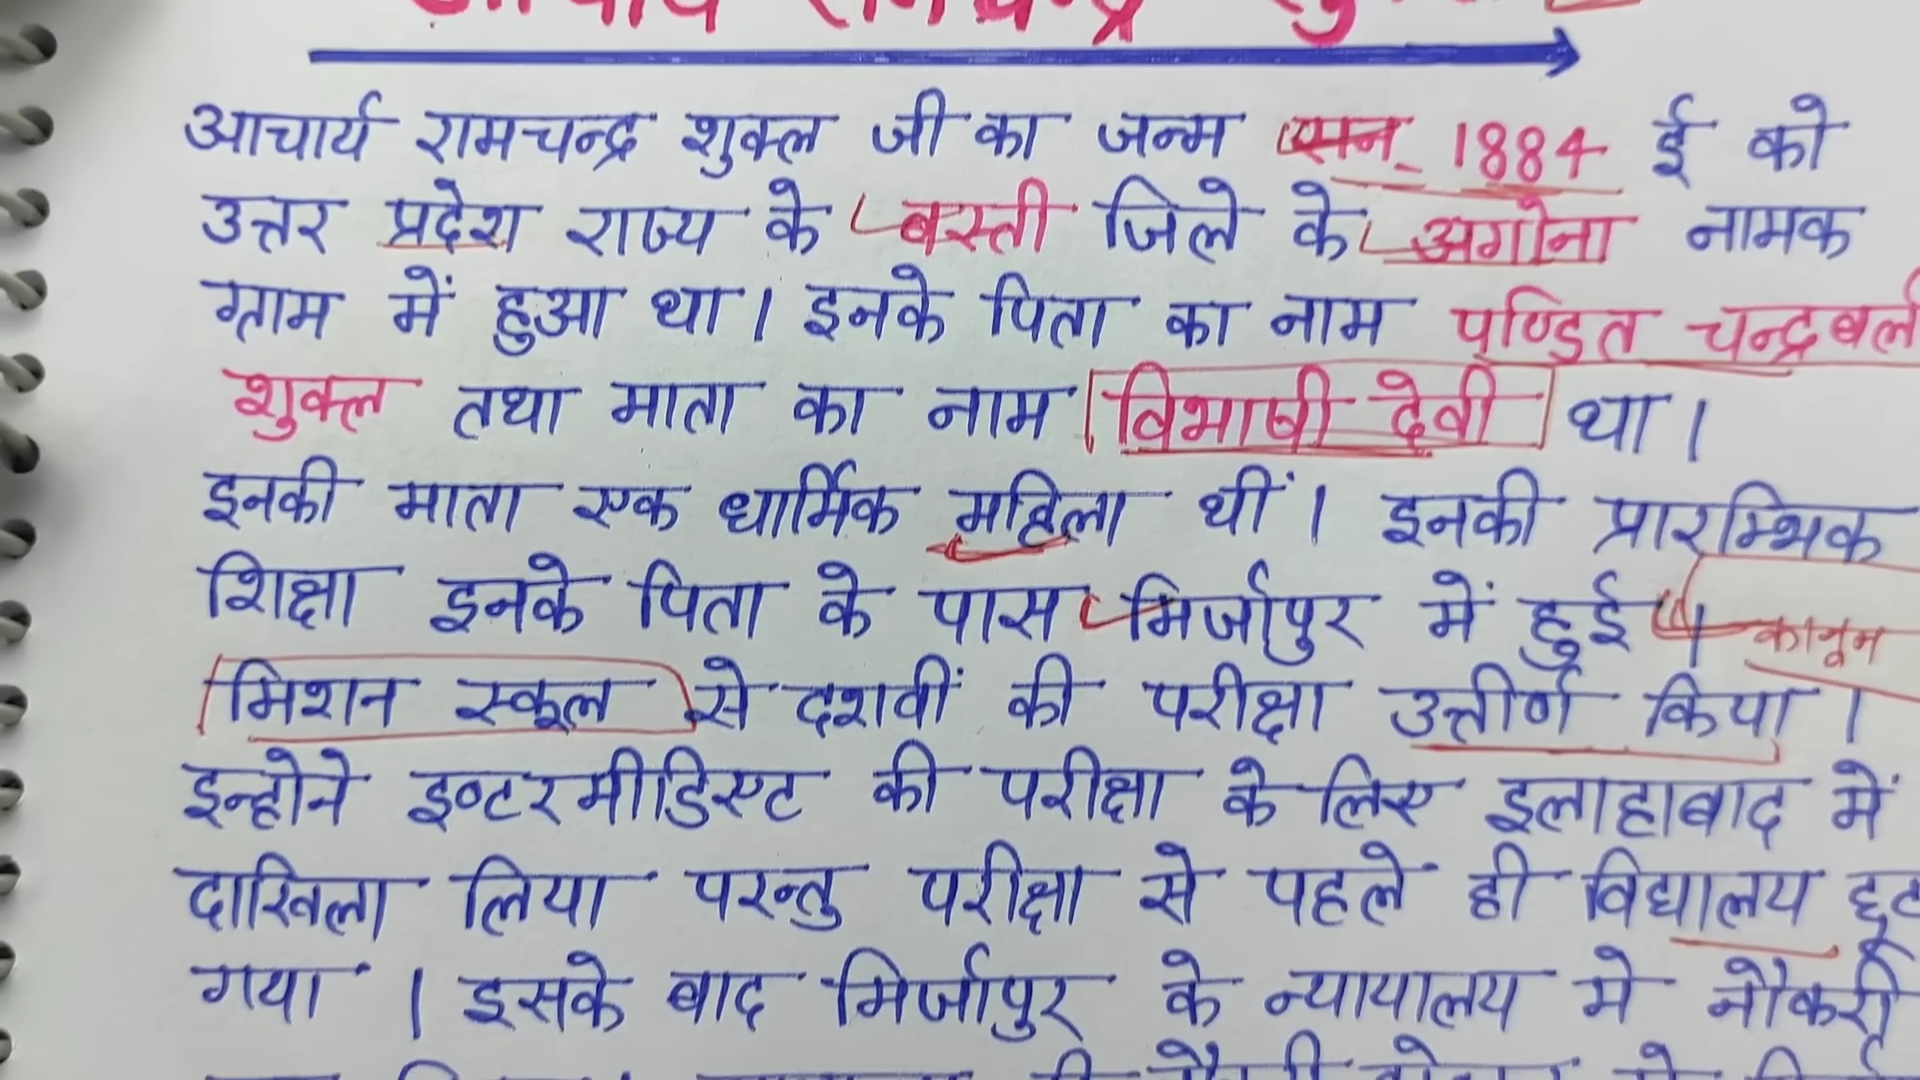 आचार्य रामचन्द्र
आचार्य रामचन्द्र शुक्ल जी का जन्म सन् 1884 ई को
उत्तर प्रदेश राज्य के बस्ती जिले के अगोना नामक
ग्राम में हुआ था। इनके पिता का नाम पण्डित चन्द्रबली
शुक्ल तथा माता का नाम विभाषी देवी था।
इनकी माता एक धार्मिक महिला थीं। इनकी प्रारम्भिक
शिक्षा इनके पिता के पास मिर्जापुर में हुई।
कानून
मिशन स्कूल से दशवीं की परीक्षा उत्तीर्ण किया।
इन्होने इण्टरमीडिएट की परीक्षा के लिए इलाहाबाद में
दाखिला लिया परन्तु परीक्षा से पहले ही विद्यालय छूट
गया। इसके बाद मिर्जापुर के न्यायालय मे नौकरी